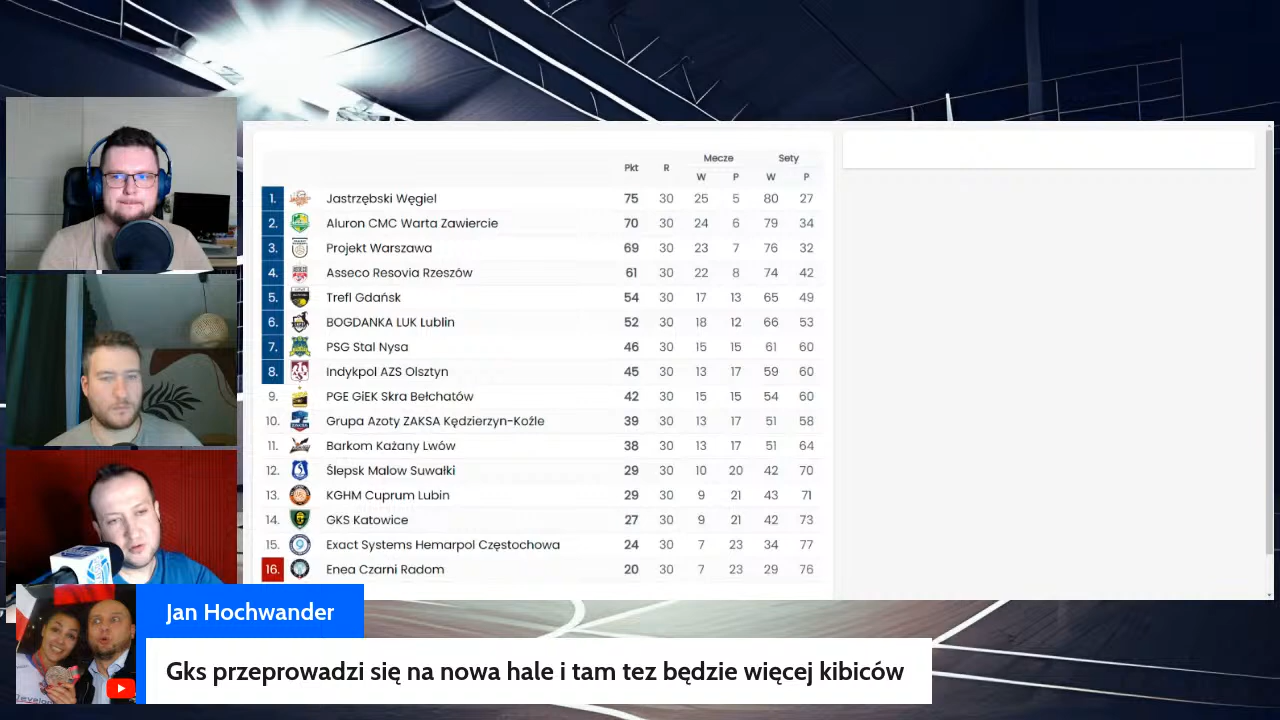 Pkt R Mecze Sety
W P W P
1. Jastrzębski Węgiel 75 30 25 5 80 27
2. Aluron CMC Warta Zawiercie 70 30 24 6 79 34
3. Projekt Warszawa 69 30 23 7 76 32
4. Asseco Resovia Rzeszów 61 30 22 8 74 42
5. Trefl Gdańsk 54 30 17 13 65 49
6. BOGDANKA LUK Lublin 52 30 18 12 66 53
7. PSG Stal Nysa 46 30 15 15 61 60
8. Indykpol AZS Olsztyn 45 30 13 17 59 60
9. PGE GiEK Skra Bełchatów 42 30 15 15 54 60
10. Grupa Azoty ZAKSA Kędzierzyn-Koźle 39 30 13 17 51 58
11. Barkom Każany Lwów 38 30 13 17 51 64
12. Ślepsk Malow Suwałki 29 30 10 20 42 70
13. KGHM Cuprum Lubin 29 30 9 21 43 71
14. GKS Katowice 27 30 9 21 42 73
15. Exact Systems Hemarpol Częstochowa 24 30 7 23 34 77
16. Enea Czarni Radom 20 30 7 23 29 76
Jan Hochwander
Gks przeprowadzi się na nowa hale i tam tez będzie więcej kibiców